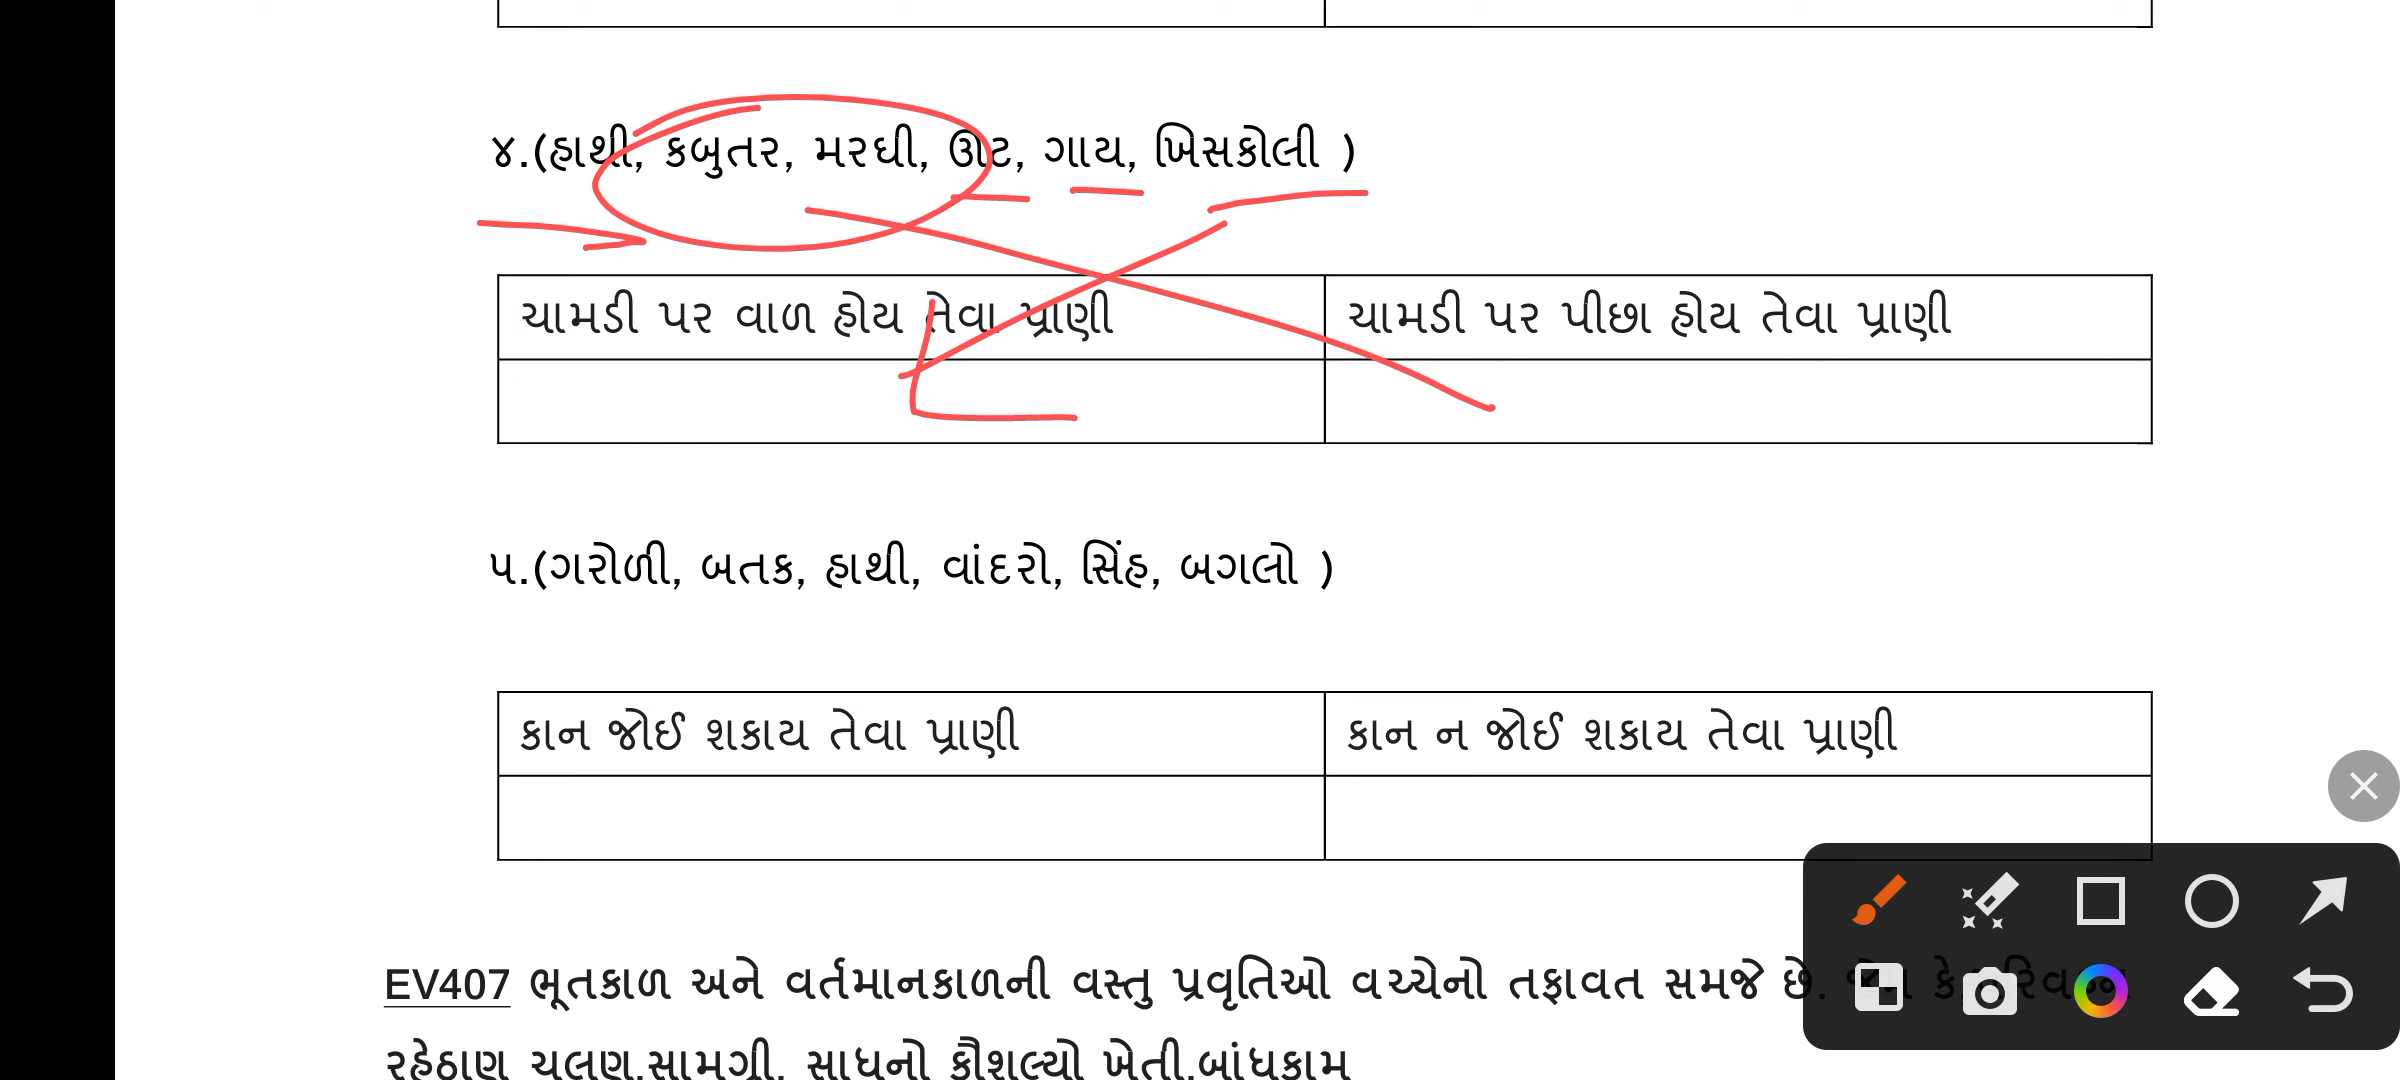 ૪.(હાથી, કબુતર, મરઘી, ઊંટ, ગાય, ખિસકોલી )
ચામડી પર વાળ હોય તેવા પ્રાણી
ચામડી પર પીછા હોય તેવા પ્રાણી
૫.(ગરોળી, બતક, હાથી, વાંદરો, સિંહ, બગલો )
કાન જોઈ શકાય તેવા પ્રાણી
કાન ન જોઈ શકાય તેવા પ્રાણી
EV407 ભૂતકાળ અને વર્તમાનકાળની વસ્તુ પ્રવૃતિઓ વચ્ચેનો તફાવત સમજે છે.
રહેઠાણ ચલણ.સામગ્રી. સાધનો કૌશલ્યો ખેતી.બાંધકામ